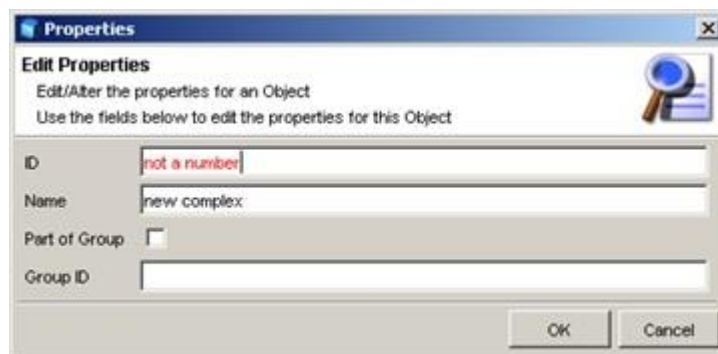 Properties
Edit Properties
Edit/Alter the properties for an Object
Use the fields below to edit the properties for this Object
ID not a number
Name new complex
Part of Group
Group ID
OK Cancel